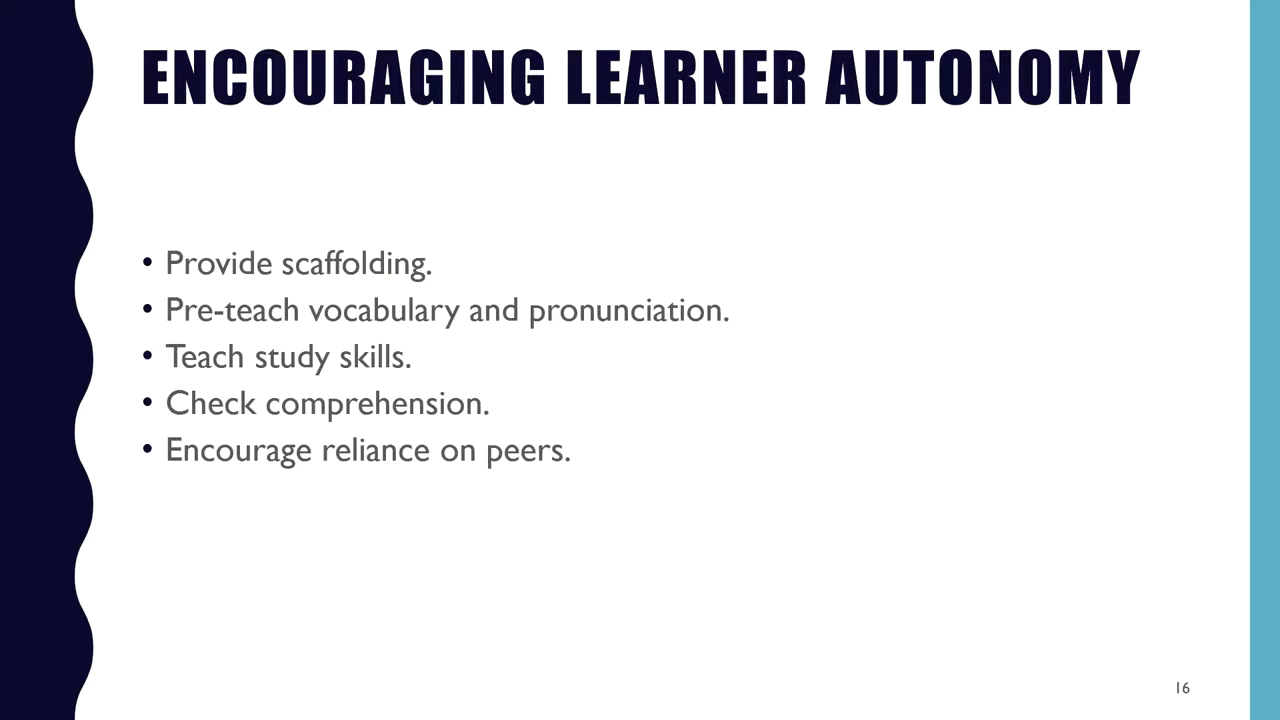 ENCOURAGING LEARNER AUTONOMY
• Provide scaffolding.
• Pre-teach vocabulary and pronunciation.
• Teach study skills.
• Check comprehension.
• Encourage reliance on peers.
16